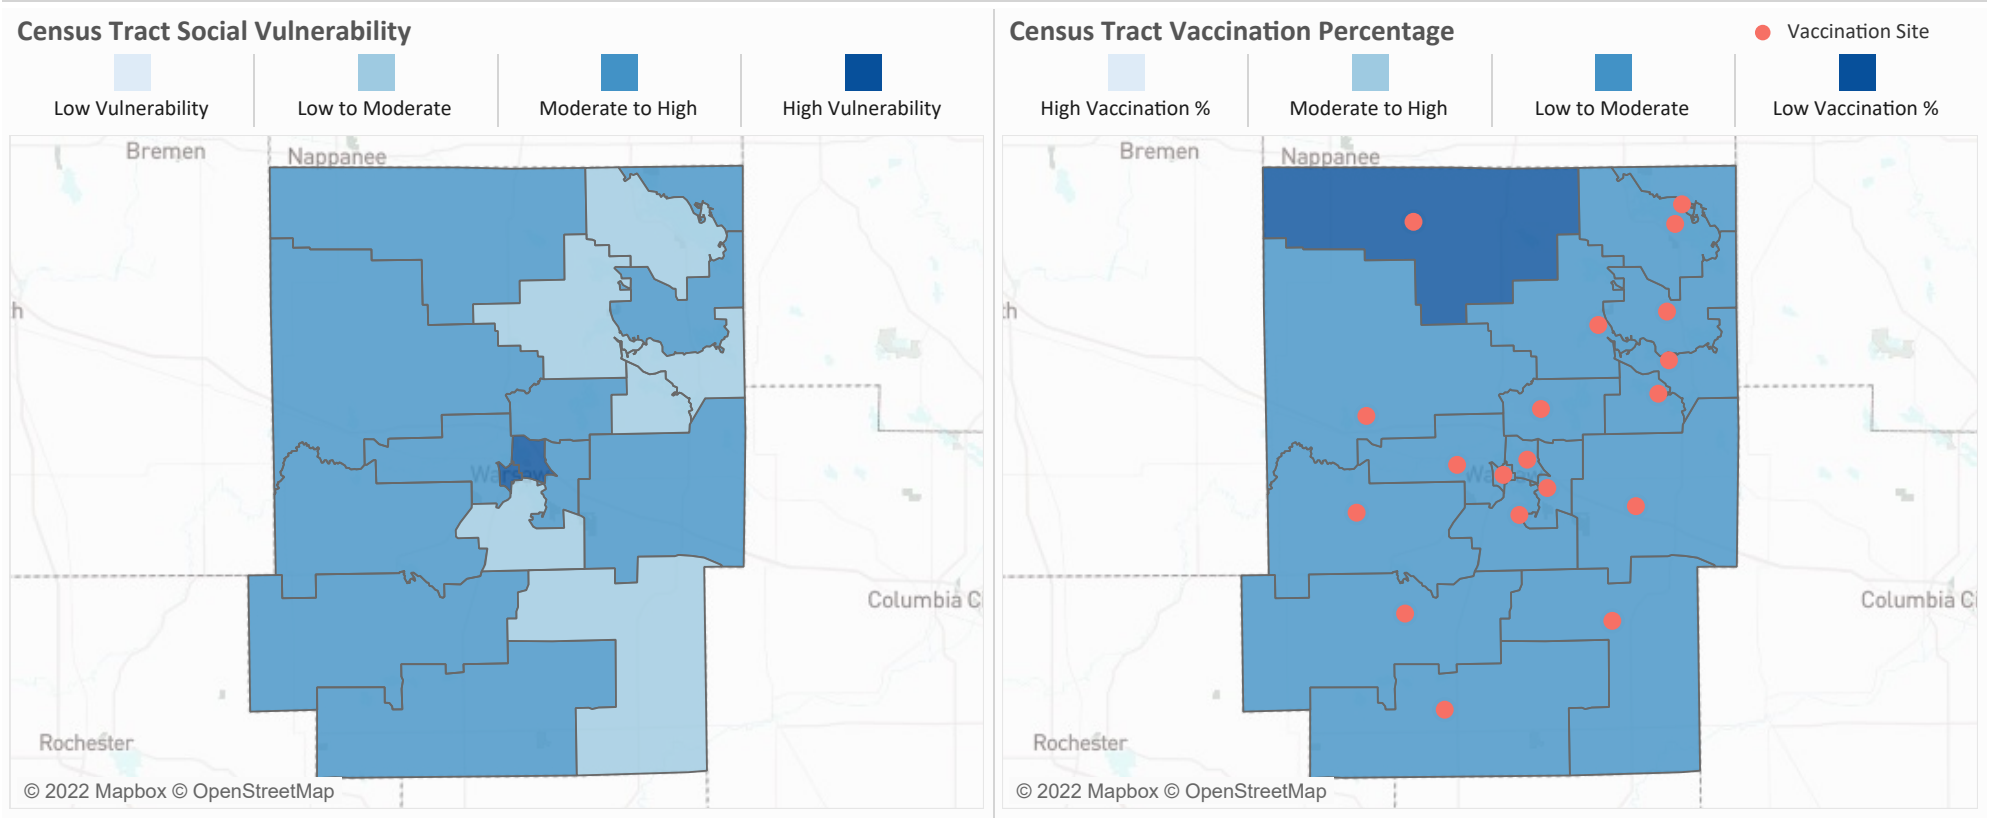 Census Tract Social Vulnerability
Low Vulnerability
Low to Moderate
Moderate to High
High Vulnerability
Bremen
Nappanee
h
Warsaw
Columbia C
Rochester
© 2022 Mapbox © OpenStreetMap
Census Tract Vaccination Percentage
Vaccination Site
High Vaccination %
Moderate to High
Low to Moderate
Low Vaccination %
Bremen
Nappanee
th
Columbia Ci
Rochester
© 2022 Mapbox © OpenStreetMap